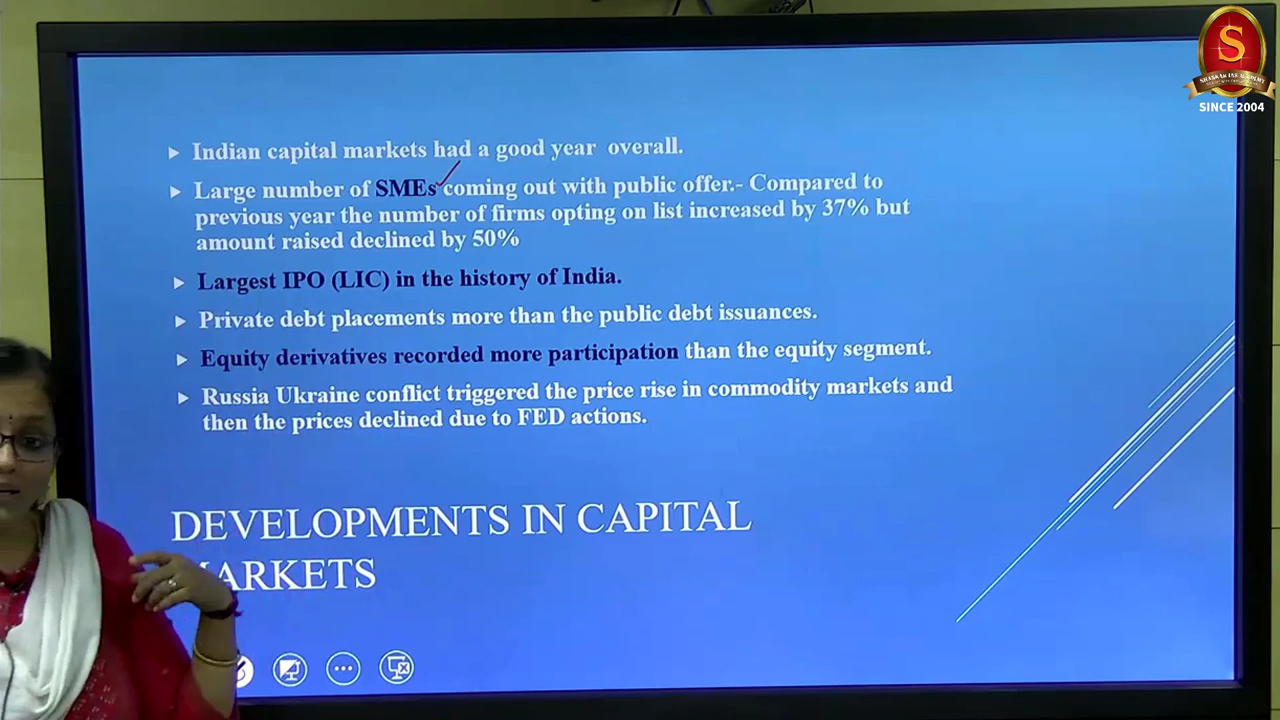 S
SHANKAR IAS ACADEMY
SINCE 2004
Indian capital markets had a good year overall.
Large number of SMEs coming out with public offer.- Compared to
previous year the number of firms opting on list increased by 37% but
amount raised declined by 50%
Largest IPO (LIC) in the history of India.
Private debt placements more than the public debt issuances.
Equity derivatives recorded more participation than the equity segment.
Russia Ukraine conflict triggered the price rise in commodity markets and
then the prices declined due to FED actions.
DEVELOPMENTS IN CAPITAL
MARKETS